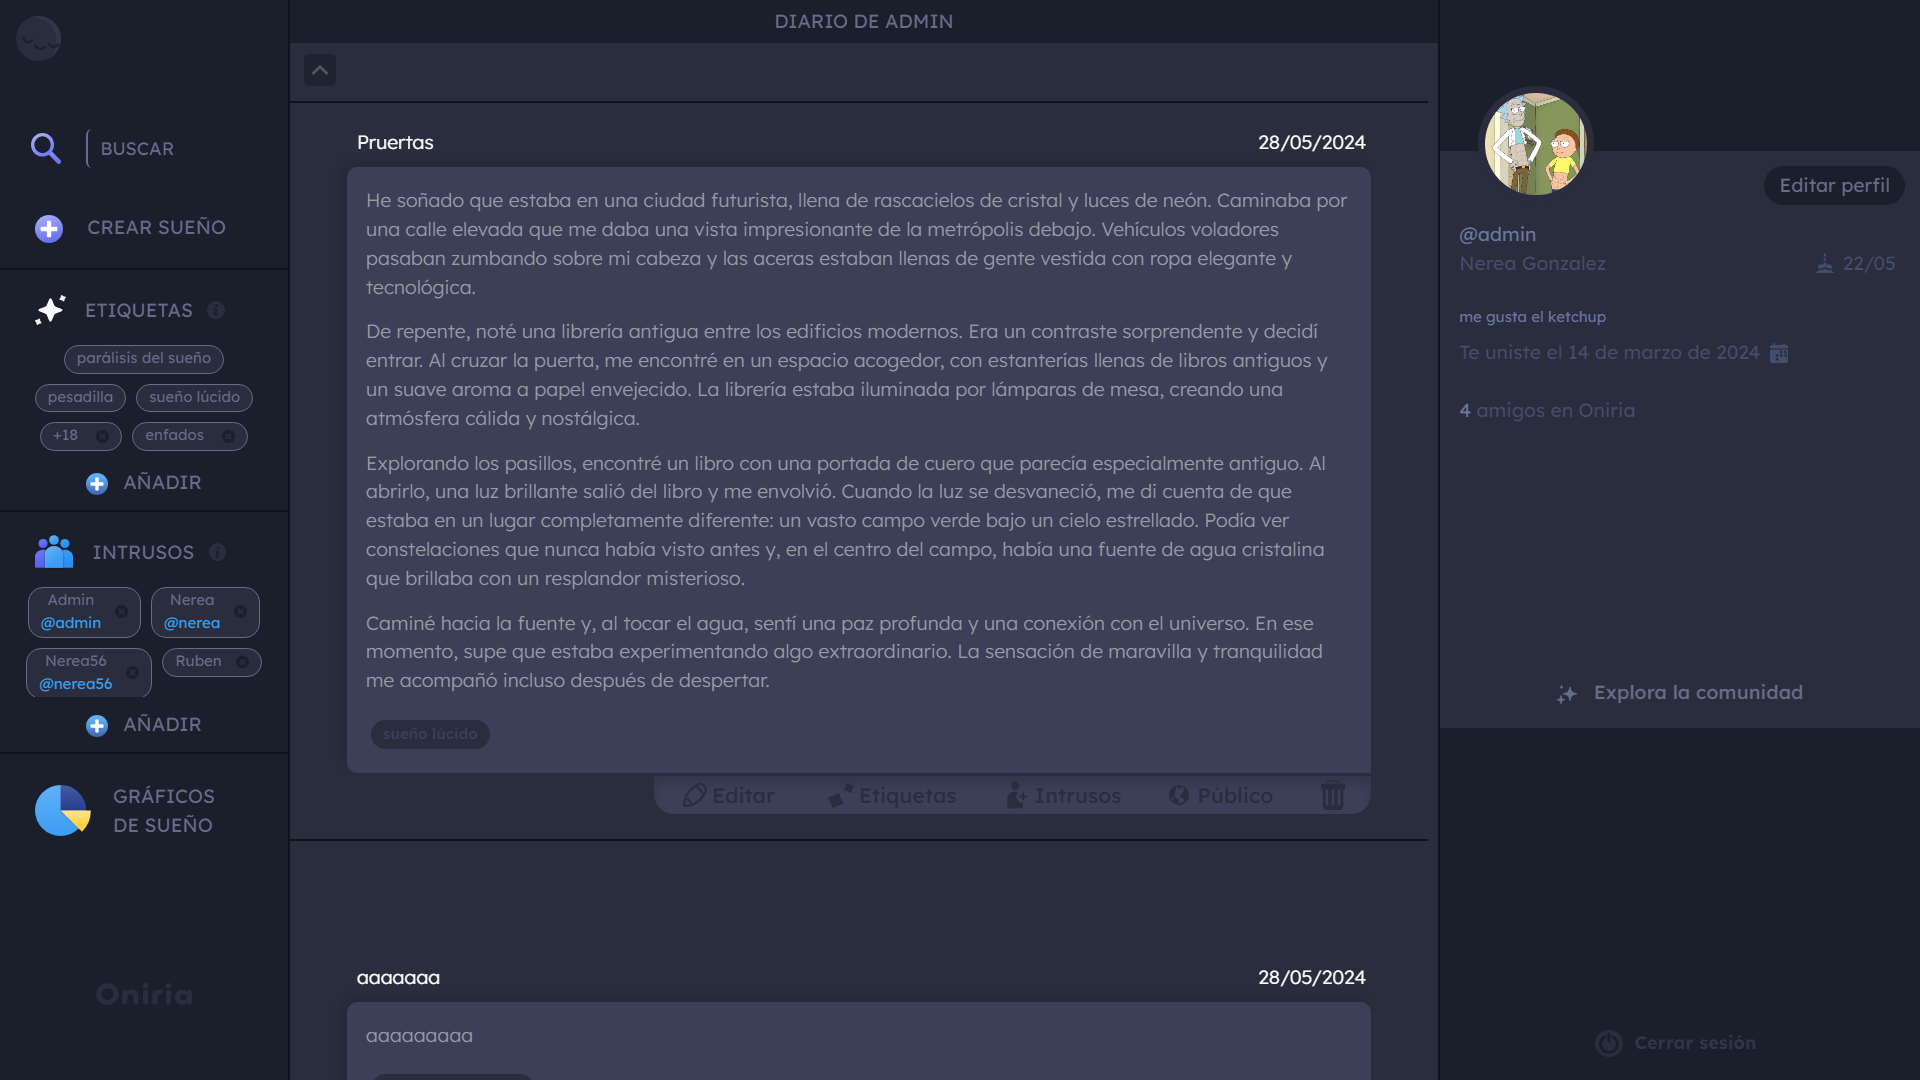 DIARIO DE ADMIN
BUSCAR
CREAR SUEÑO
ETIQUETAS
parálisis del sueño
pesadilla
sueño lúcido
+18
enfados
AÑADIR
INTRUSOS
Admin
@admin
Nerea
@nerea
Nerea56
@nerea56
Ruben
AÑADIR
GRÁFICOS
DE SUEÑO
Oniria
Pruertas
28/05/2024
He soñado que estaba en una ciudad futurista, llena de rascacielos de cristal y luces de neón. Caminaba por
una calle elevada que me daba una vista impresionante de la metrópolis debajo. Vehículos voladores
pasaban zumbando sobre mi cabeza y las aceras estaban llenas de gente vestida con ropa elegante y
tecnológica.
De repente, noté una librería antigua entre los edificios modernos. Era un contraste sorprendente y decidí
entrar. Al cruzar la puerta, me encontré en un espacio acogedor, con estanterías llenas de libros antiguos y
un suave aroma a papel envejecido. La librería estaba iluminada por lámparas de mesa, creando una
atmósfera cálida y nostálgica.
Explorando los pasillos, encontré un libro con una portada de cuero que parecía especialmente antiguo. Al
abrirlo, una luz brillante salió del libro y me envolvió. Cuando la luz se desvaneció, me di cuenta de que
estaba en un lugar completamente diferente: un vasto campo verde bajo un cielo estrellado. Podía ver
constelaciones que nunca había visto antes y, en el centro del campo, había una fuente de agua cristalina
que brillaba con un resplandor misterioso.
Caminé hacia la fuente y, al tocar el agua, sentí una paz profunda y una conexión con el universo. En ese
momento, supe que estaba experimentando algo extraordinario. La sensación de maravilla y tranquilidad
me acompañó incluso después de despertar.
sueño lúcido
Editar
Etiquetas
Intrusos
Público
aaaaaaa
28/05/2024
aaaaaaaaa
Editar perfil
@admin
Nerea Gonzalez
22/05
me gusta el ketchup
Te uniste el 14 de marzo de 2024
4 amigos en Oniria
Explora la comunidad
Cerrar sesión